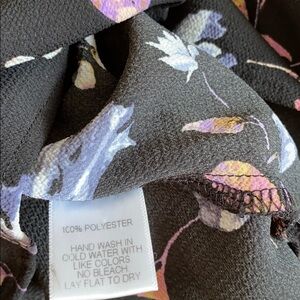 100% POLYESTER
HAND WASH IN
COLD WATER WITH
LIKE COLORS
NO BLEACH
LAY FLAT TO DRY